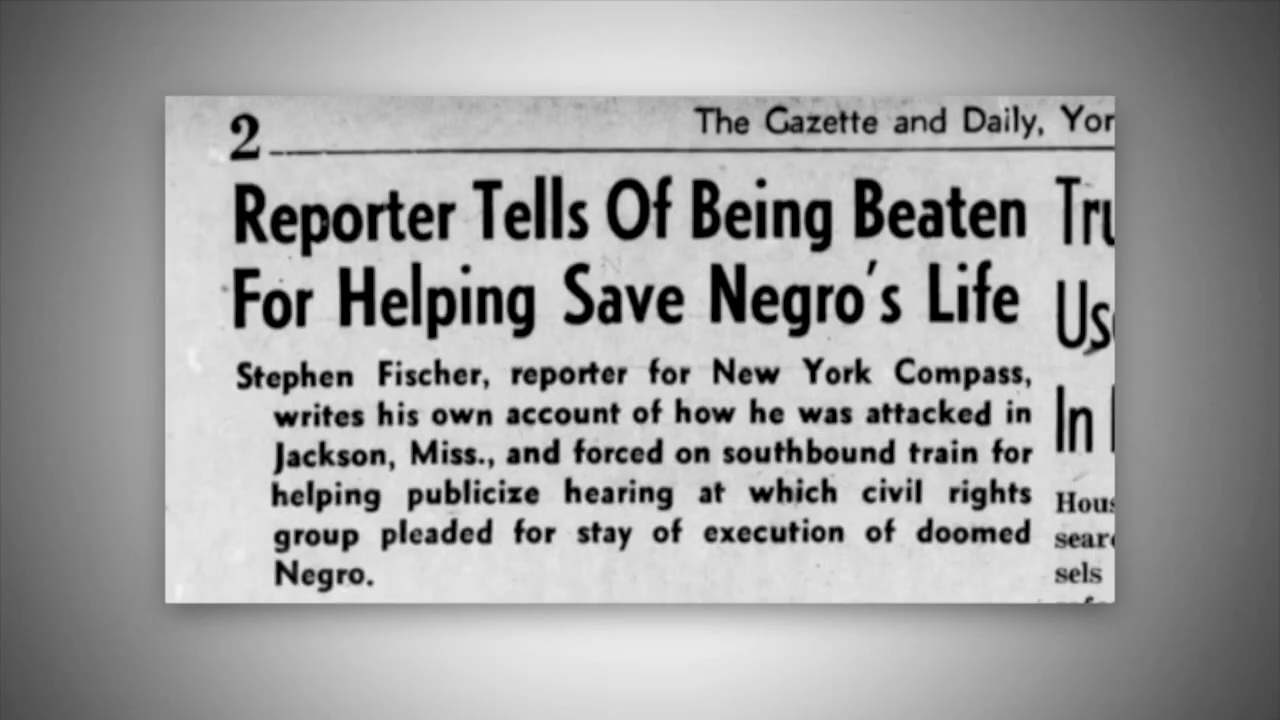 2 The Gazette and Daily,
Reporter Tells Of Being Beaten
For Helping Save Negro's Life
Stephen Fischer, reporter for New York Compass,
writes his own account of how he was attacked in
Jackson, Miss., and forced on southbound train for
helping publicize hearing at which civil rights
group pleaded for stay of execution of doomed
Negro.
In
sels